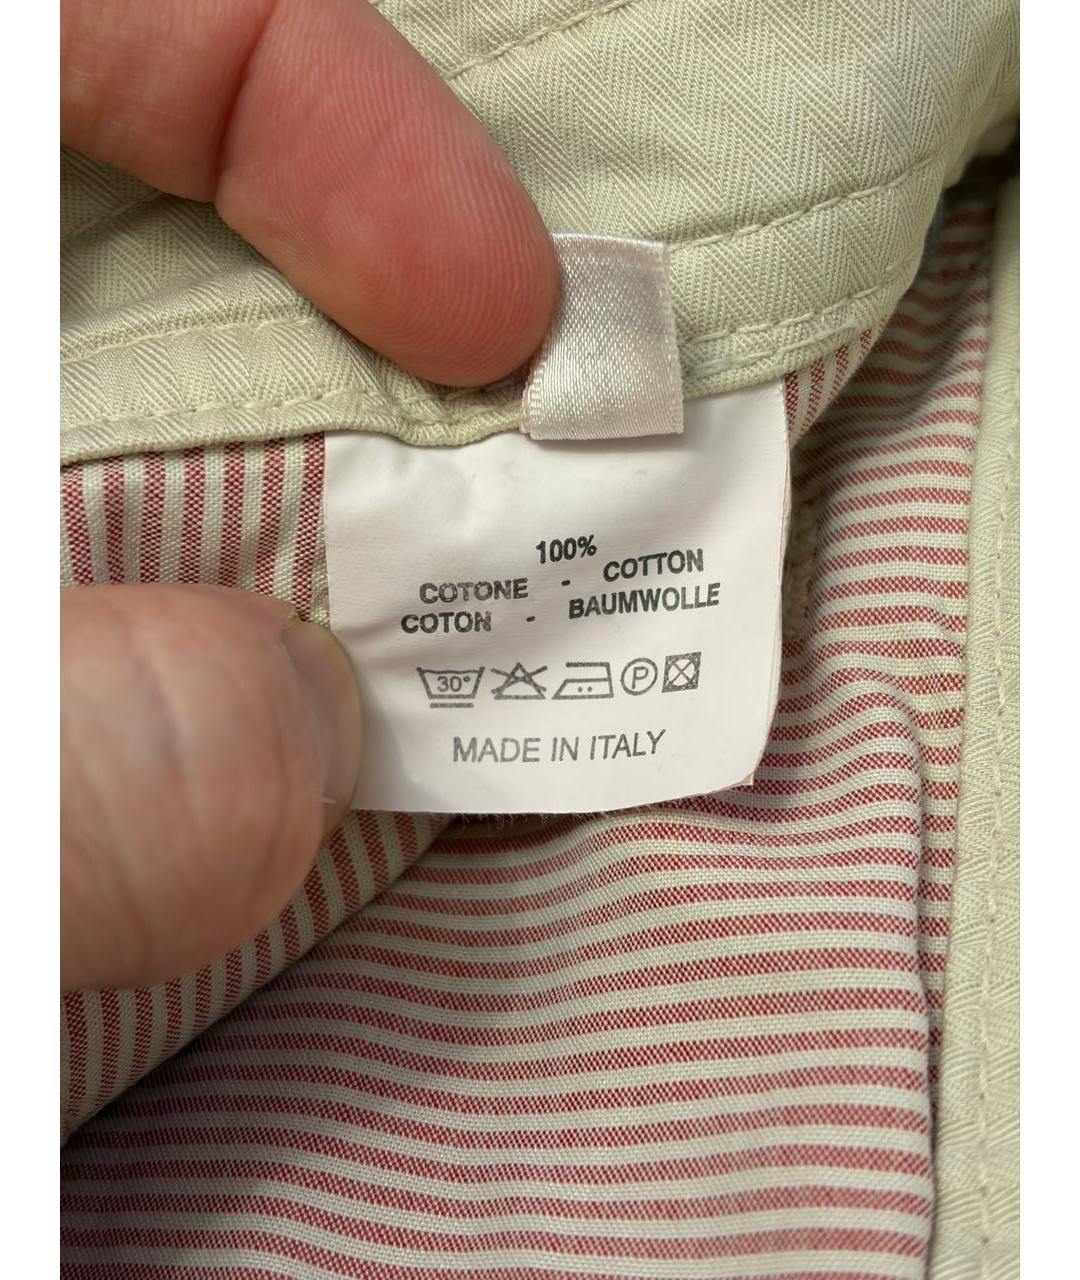 100%
COTONE - COTTON
COTON - BAUMWOLLE
30° P
MADE IN ITALY